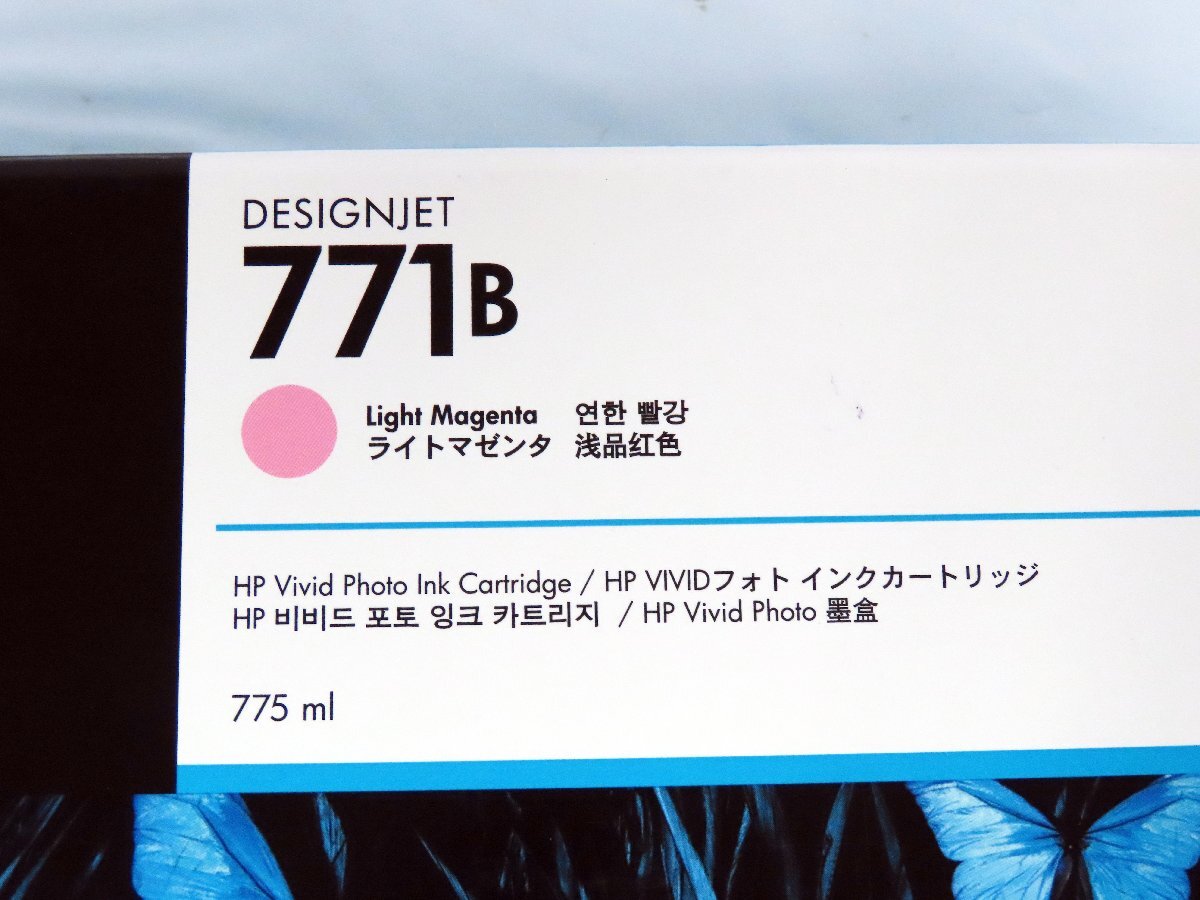 DESIGNJET
771B
Light Magenta 연한 빨강
ライトマゼンタ 浅品红色
HP Vivid Photo Ink Cartridge / HP VIVIDフォト インクカートリッジ
HP 비비드 포토 잉크 카트리지 / HP Vivid Photo 墨盒
775 ml